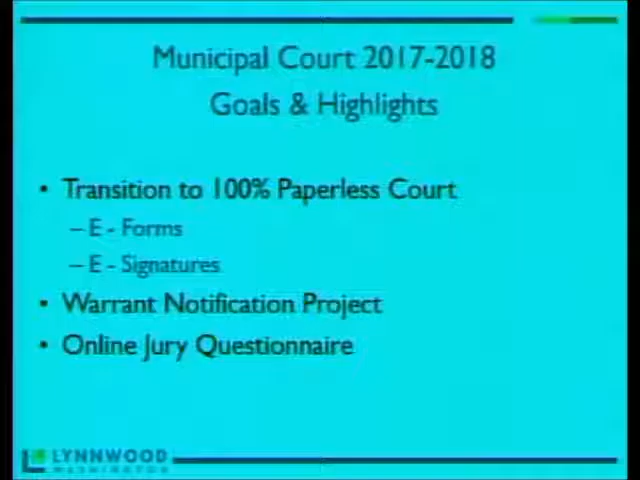 Municipal Court 2017-2018
Goals & Highlights
• Transition to 100% Paperless Court
– E - Forms
– E - Signatures
• Warrant Notification Project
• Online Jury Questionnaire
LYNNWOOD
WASHINGTON